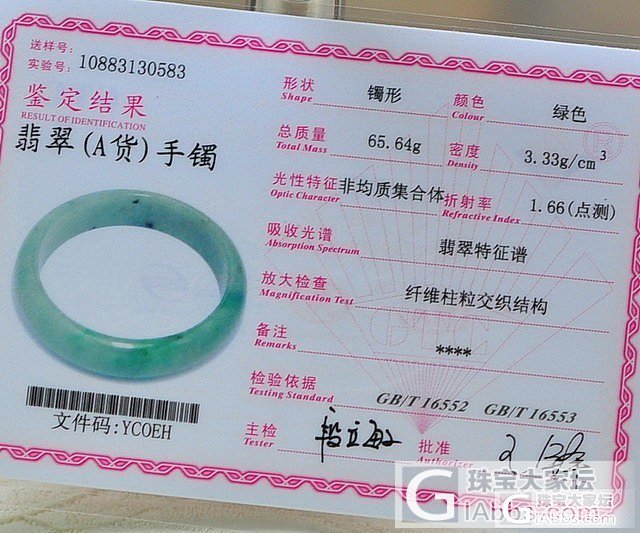 送样号:
实验号: 10883130583
鉴定结果
RESULT OF IDENTIFICATION
翡翠(A货)手镯
文件码:YCOEH
形状 镯形 颜色 绿色
Shape Colour
总质量 65.64g 密度 3.33g/cm³
Total Mass Density
光性特征 非均质集合体 折射率 1.66(点测)
Optic Character Refractive Index
吸收光谱 翡翠特征谱
Absorption Spectrum
放大检查 纤维柱粒交织结构
Magnification Test
备注 ****
Remarks
检验依据 GB/T 16552 GB/T 16553
Testing Standard
主检 批准
Tester Authorizer
珠宝大家坛